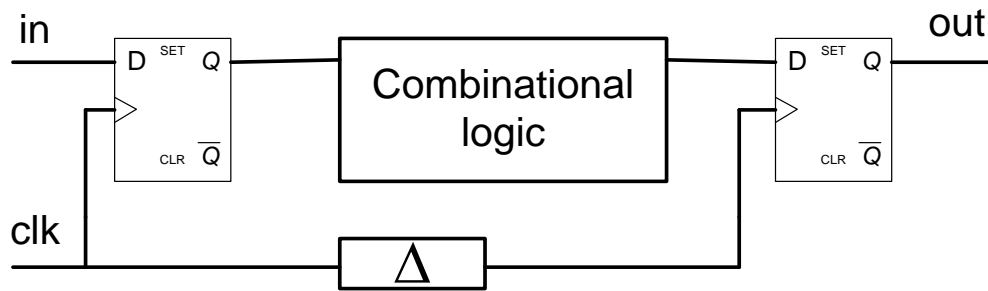 in
out
D SET Q
Combinational
logic
D SET Q
CLR Q̅
CLR Q̅
clk
Δ